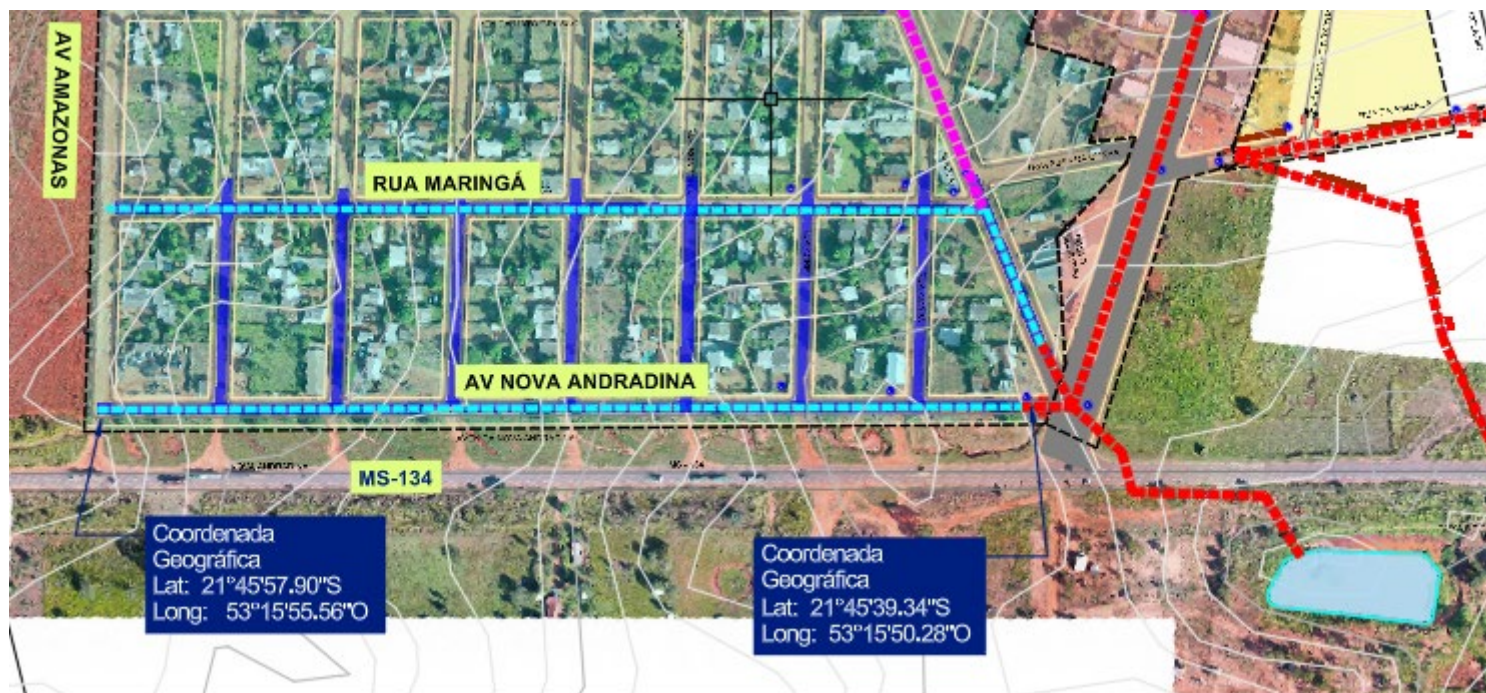 AV AMAZONAS
RUA MARINGÁ
AV NOVA ANDRADINA
MS-134
Coordenada
Geográfica
Lat: 21°45'57.90"S
Long: 53°15'55.56"O
Coordenada
Geográfica
Lat: 21°45'39.34"S
Long: 53°15'50.28"O